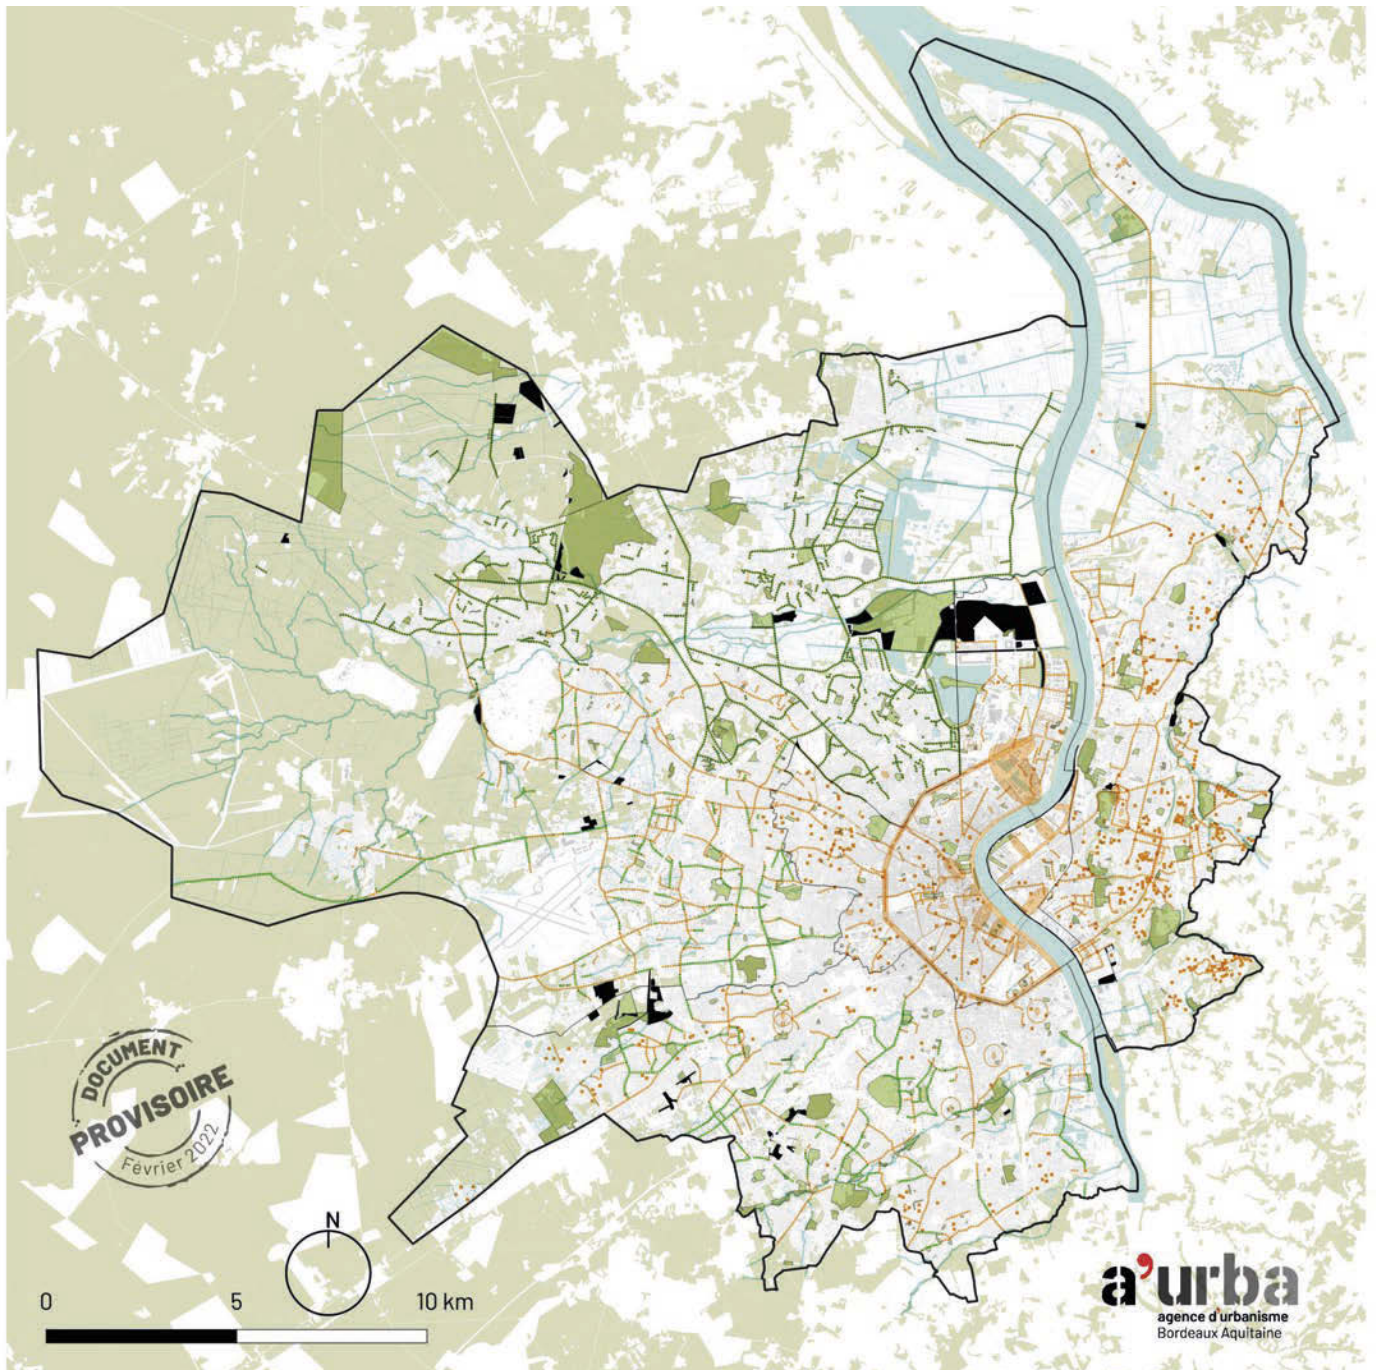 DOCUMENT
PROVISOIRE
Février 2022
N
0 5 10 km
a'urba
agence d'urbanisme
Bordeaux Aquitaine